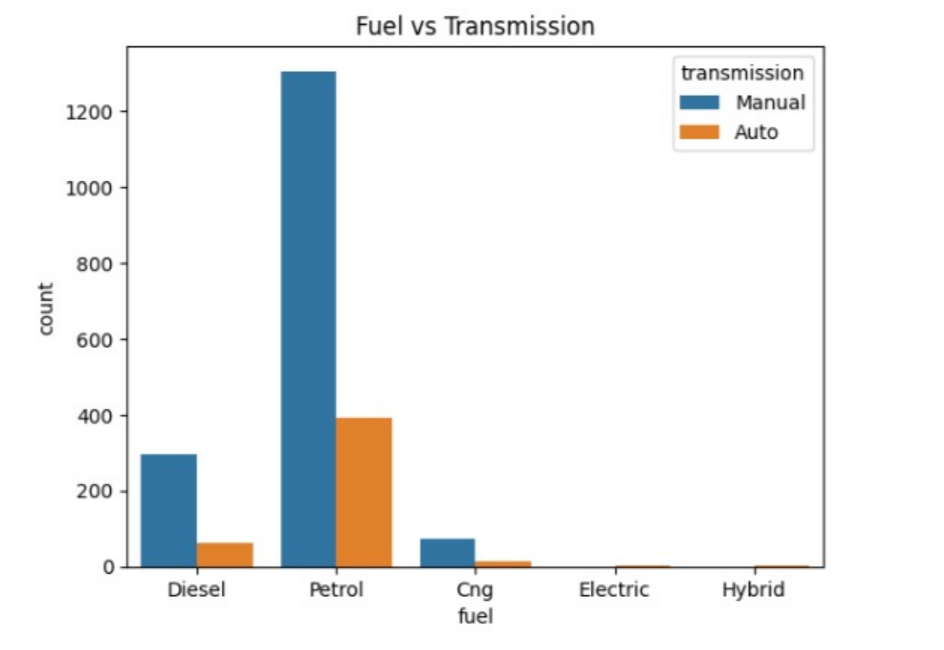 Fuel vs Transmission
transmission
Manual
Auto
1200
1000
800
600
400
200
0
count
Diesel Petrol Cng Electric Hybrid
fuel